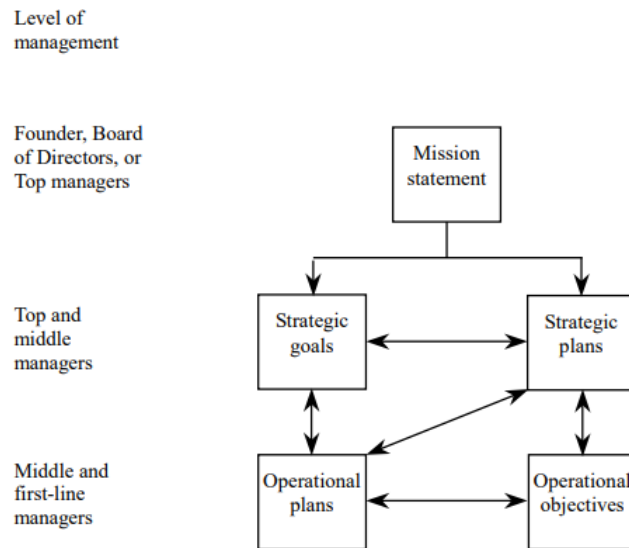 Level of
management
Founder, Board
of Directors, or
Top managers
Mission
statement
Top and
middle
managers
Strategic
goals
Strategic
plans
Middle and
first-line
managers
Operational
plans
Operational
objectives